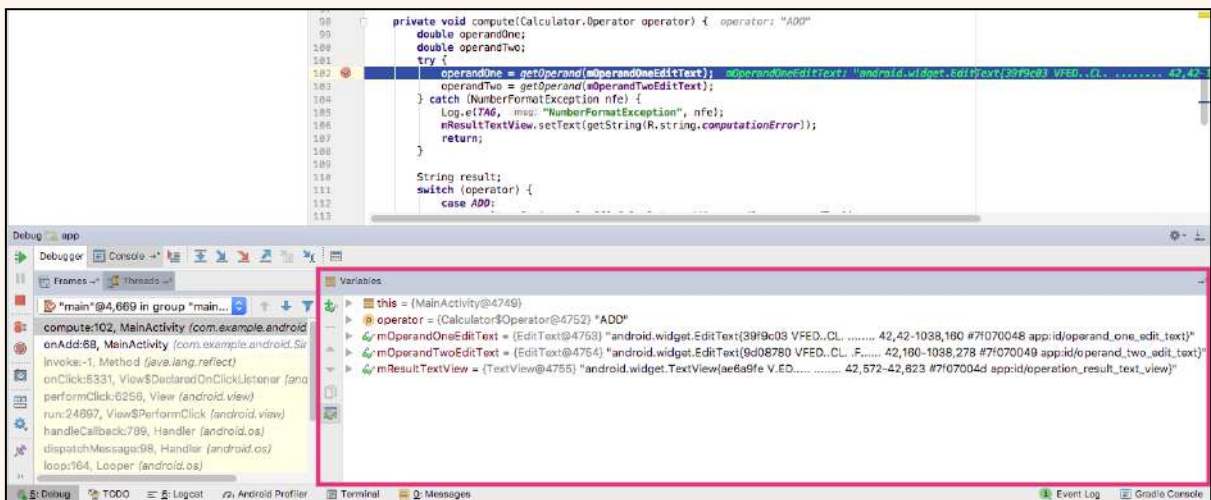 98 private void compute(Calculator.Operator operator) { operator: "ADD"
99 double operandOne;
100 double operandTwo;
101 try {
102 operandOne = getOperand(mOperandOneEditText); mOperandOneEditText: "android.widget.EditText{39f9c03 VFED..CL. ........ 42,42-1
103 operandTwo = getOperand(mOperandTwoEditText);
104 } catch (NumberFormatException nfe) {
105 Log.e(TAG, msg: "NumberFormatException", nfe);
106 mResultTextView.setText(getString(R.string.computationError));
107 return;
108 }
109
110 String result;
111 switch (operator) {
112 case ADD:
113
Debug app
Debugger Console
Frames Threads
Variables
"main"@4,669 in group "main...
this = {MainActivity@4749}
compute:102, MainActivity (com.example.android
operator = {Calculator$Operator@4752} "ADD"
onAdd:68, MainActivity (com.example.android.Sir
mOperandOneEditText = {EditText@4753} "android.widget.EditText{39f9c03 VFED..CL. ........ 42,42-1038,160 #7f070048 app:id/operand_one_edit_text}"
invoke:-1, Method (java.lang.reflect)
mOperandTwoEditText = {EditText@4754} "android.widget.EditText{9d08780 VFED..CL. .F...... 42,160-1038,278 #7f070049 app:id/operand_two_edit_text}"
onClick:5331, View$DeclaredOnClickListener (and
mResultTextView = {TextView@4755} "android.widget.TextView{ae6a9fe V.ED..... ........ 42,572-42,623 #7f07004d app:id/operation_result_text_view}"
performClick:6256, View (android.view)
run:24697, View$PerformClick (android.view)
handleCallback:789, Handler (android.os)
dispatchMessage:98, Handler (android.os)
loop:164, Looper (android.os)
5: Debug TODO 6: Logcat Android Profiler Terminal 0: Messages 1 Event Log Gradle Console